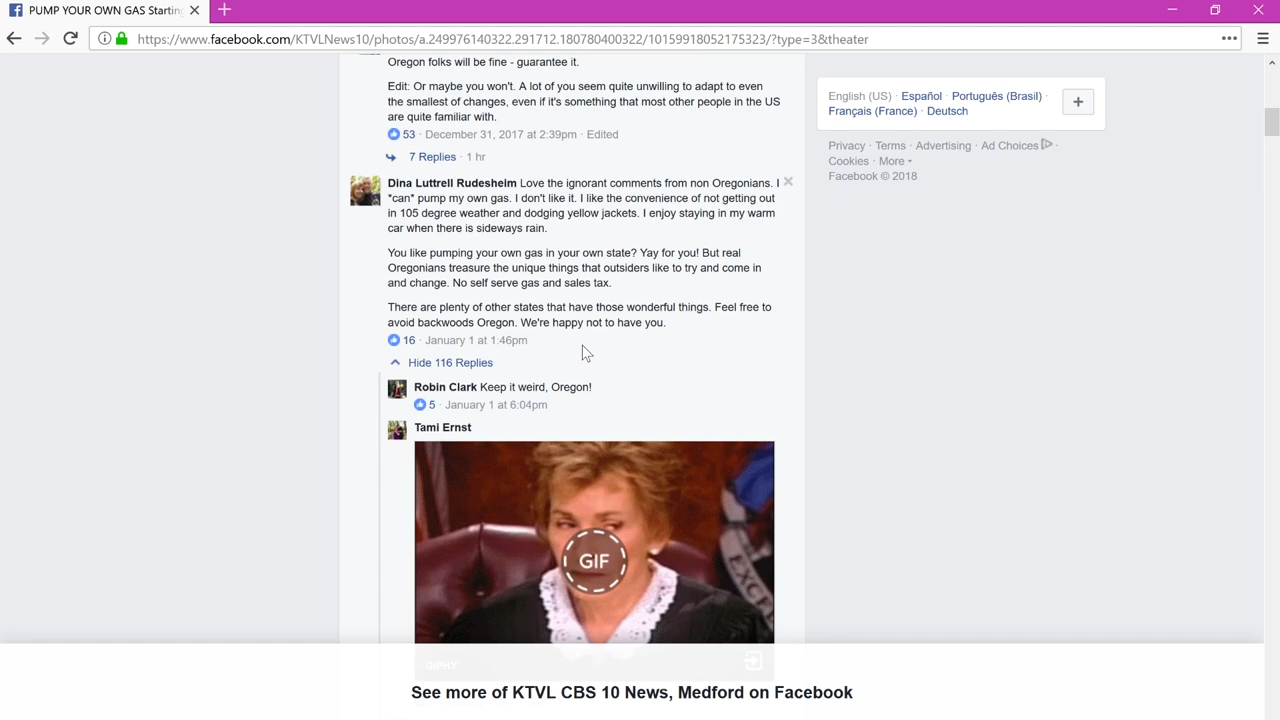 PUMP YOUR OWN GAS Starting
https://www.facebook.com/KTVLNews10/photos/a.249976140322.291712.180780400322/10159918052175323/?type=3&theater
Oregon folks will be fine - guarantee it.
Edit: Or maybe you won't. A lot of you seem quite unwilling to adapt to even
the smallest of changes, even if it's something that most other people in the US
are quite familiar with.
53 · December 31, 2017 at 2:39pm · Edited
7 Replies · 1 hr
Dina Luttrell Rudesheim Love the ignorant comments from non Oregonians. I
*can* pump my own gas. I don't like it. I like the convenience of not getting out
in 105 degree weather and dodging yellow jackets. I enjoy staying in my warm
car when there is sideways rain.
You like pumping your own gas in your own state? Yay for you! But real
Oregonians treasure the unique things that outsiders like to try and come in
and change. No self serve gas and sales tax.
There are plenty of other states that have those wonderful things. Feel free to
avoid backwoods Oregon. We're happy not to have you.
16 · January 1 at 1:46pm
Hide 116 Replies
Robin Clark Keep it weird, Oregon!
5 · January 1 at 6:04pm
Tami Ernst
GIF
EXC
GIPHY
See more of KTVL CBS 10 News, Medford on Facebook
English (US) · Español · Português (Brasil) ·
Français (France) · Deutsch
Privacy · Terms · Advertising · Ad Choices ·
Cookies · More
Facebook © 2018